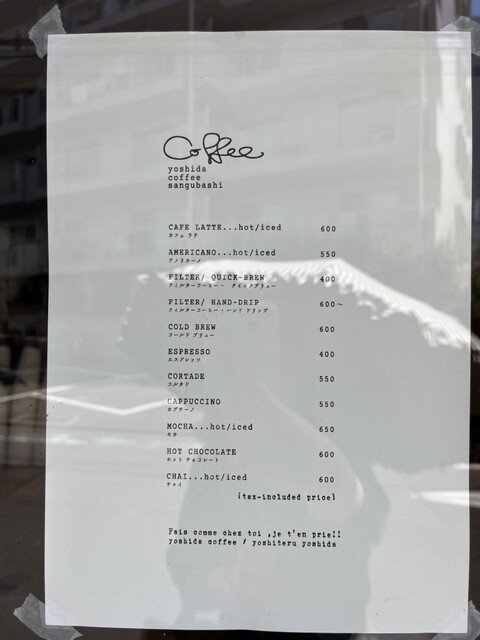 Coffee
yoshida
coffee
sangubashi
CAFE LATTE...hot/iced 600
カフェ ラテ
AMERICANO...hot/iced 550
アメリカーノ
FILTER/ QUICK-BREW 400
フィルターコーヒー・ クイックブリュー
FILTER/ HAND-DRIP 600~
フィルターコーヒー・ハンド ドリップ
COLD BREW 600
コールド ブリュー
ESPRESSO 400
エスプレッソ
CORTADE 550
コルタド
CAPPUCCINO 550
カプチーノ
MOCHA...hot/iced 650
モカ
HOT CHOCOLATE 600
ホット チョコレート
CHAI...hot/iced 600
チャイ
[tax-included price]
Fais comme chez toi ,je t'en prie!!
yoshida coffee / yoshiteru yoshida